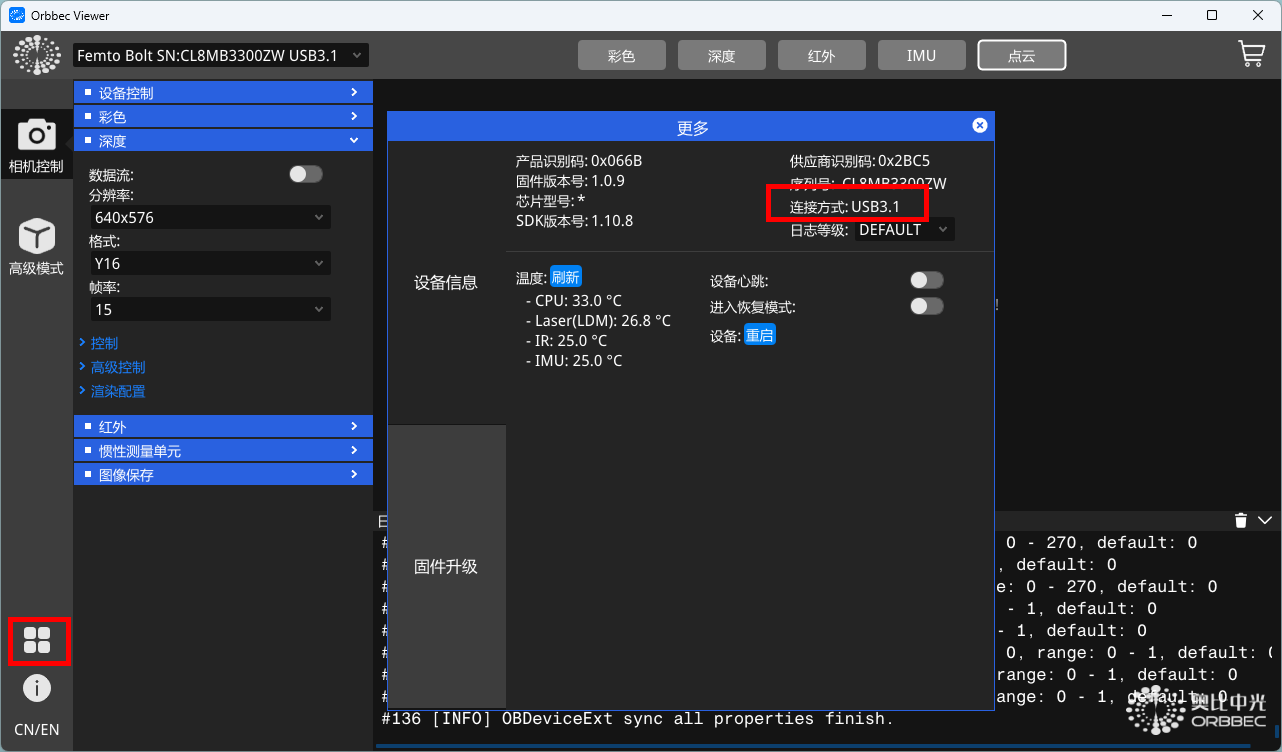 Orbbec Viewer
Femto Bolt SN:CL8MB3300ZW USB3.1
彩色
深度
红外
IMU
点云
相机控制
高级模式
CN/EN
设备控制
彩色
深度
数据流:
分辨率:
640x576
格式:
Y16
帧率:
15
控制
高级控制
渲染配置
红外
惯性测量单元
图像保存
更多
设备信息
固件升级
产品识别码: 0x066B
固件版本号: 1.0.9
芯片型号: *
SDK版本号: 1.10.8
供应商识别码: 0x2BC5
序列号: CL8MB3300ZW
连接方式: USB3.1
日志等级: DEFAULT
温度: 刷新
- CPU: 33.0 °C
- Laser(LDM): 26.8 °C
- IR: 25.0 °C
- IMU: 25.0 °C
设备心跳:
进入恢复模式:
设备: 重启
!
# 0 - 270, default: 0
# , default: 0
# e: 0 - 270, default: 0
# - 1, default: 0
# - 1, default: 0
# 0, range: 0 - 1, default:
# range: 0 - 1, default: 0
# ange: 0 - 1, default: 0
#136 [INFO] OBDeviceExt sync all properties finish.
奥比中光
ORBBEC